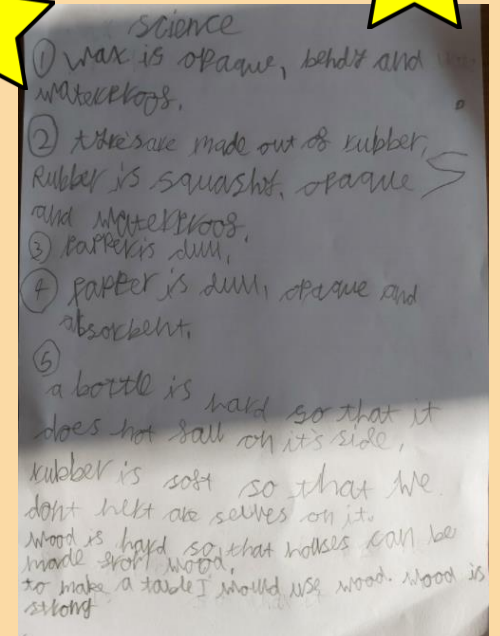 science
① wax is opaque, bendy and
waterproof.
② tyres are made out of rubber,
Rubber is squashy, opaque
and waterproof.
③ papper is dull,
④ papper is dull, opaque and
absorbent.
⑤
a bottle is hard so that it
does not fall on it's side,
rubber is soft so that we
dont hert are selves on it.
wood is hard so that houses can be
made from wood.
to make a table I would use wood. wood is
strong